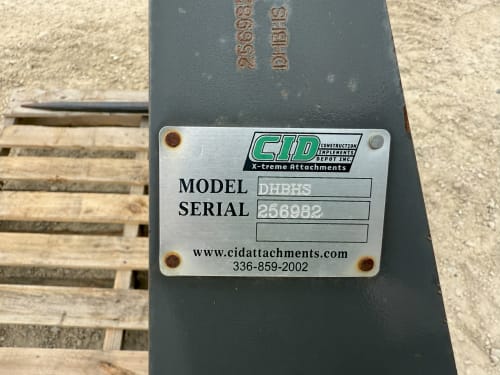 256982
DHBHS
CID
CONSTRUCTION
IMPLEMENTS
DEPOT INC
X-treme Attachments
MODEL DHBHS
SERIAL 256982
www.cidattachments.com
336-859-2002